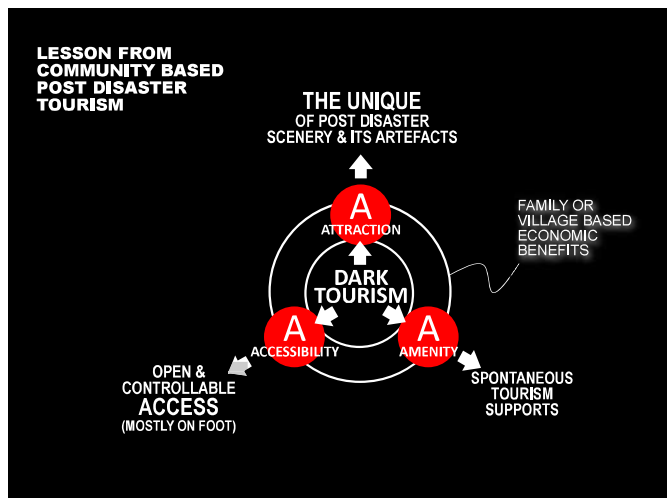 LESSON FROM
COMMUNITY BASED
POST DISASTER
TOURISM
THE UNIQUE
OF POST DISASTER
SCENERY & ITS ARTEFACTS
A
ATTRACTION
FAMILY OR
VILLAGE BASED
ECONOMIC
BENEFITS
DARK
TOURISM
A
ACCESSIBILITY
A
AMENITY
OPEN &
CONTROLLABLE
ACCESS
(MOSTLY ON FOOT)
SPONTANEOUS
TOURISM
SUPPORTS